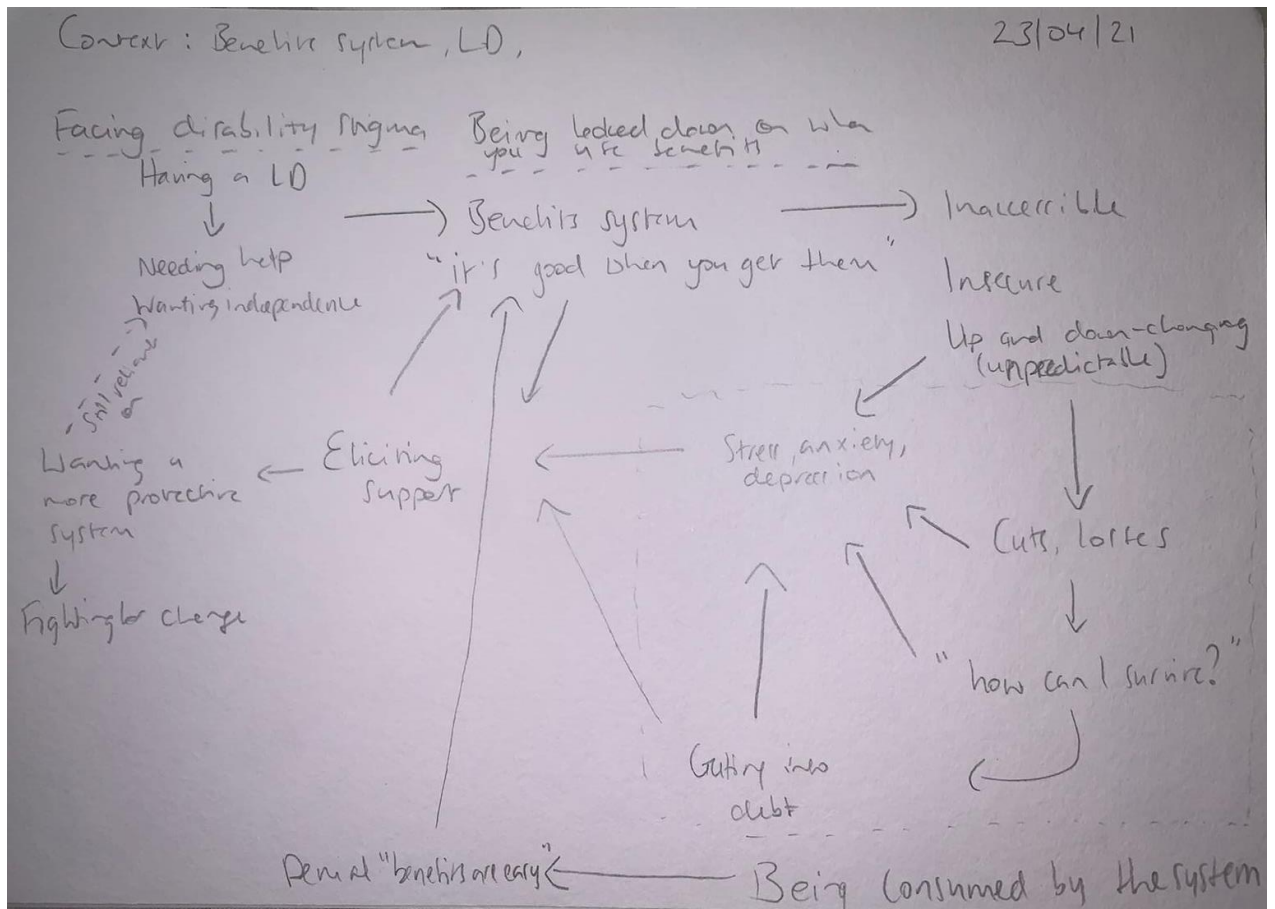 Context: Benefits system, LD,
23/04/21
Facing disability stigma
Being looked down on when
you use benefits
Having a LD
Benefits system
Inaccessible
Needing help
"it's good when you get them"
Wanting independence
Insecure
Up and down-changing
(unpredictable)
Still reliant
on
Stress, anxiety,
depression
Eliciting
support
Wanting a
more protective
system
Cuts, losses
Fighting for change
"how can I survive?"
Getting into
debt
Denial "benefits are easy"
Being consumed by the system